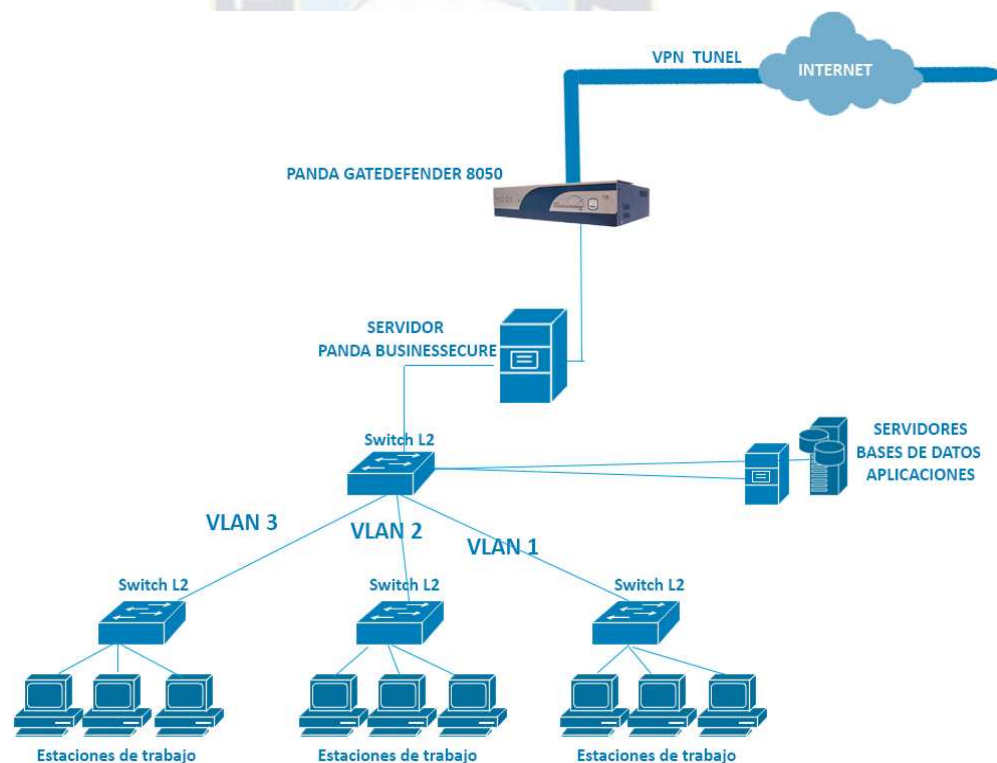 VPN TUNEL
INTERNET
PANDA GATEDEFENDER 8050
SERVIDOR
PANDA BUSINESSECURE
Switch L2
SERVIDORES
BASES DE DATOS
APLICACIONES
VLAN 3
VLAN 2
VLAN 1
Switch L2
Switch L2
Switch L2
Estaciones de trabajo
Estaciones de trabajo
Estaciones de trabajo